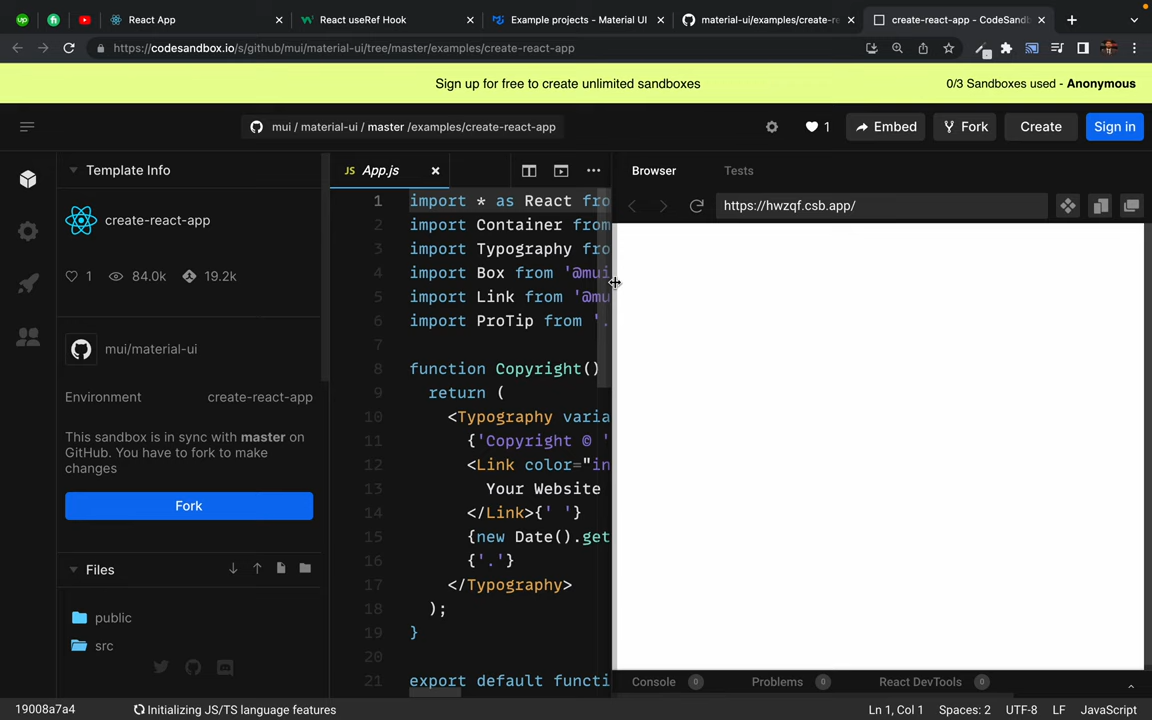 up
fi
React App
React useRef Hook
Example projects - Material UI
material-ui/examples/create-re
create-react-app - CodeSandb
https://codesandbox.io/s/github/mui/material-ui/tree/master/examples/create-react-app
Sign up for free to create unlimited sandboxes
0/3 Sandboxes used - Anonymous
mui / material-ui / master /examples/create-react-app
1
Embed
Fork
Create
Sign in
Template Info
create-react-app
1
84.0k
19.2k
mui/material-ui
Environment
create-react-app
This sandbox is in sync with master on
GitHub. You have to fork to make
changes
Fork
Files
public
src
JS App.js
1 import * as React fro
2 import Container from
3 import Typography fro
4 import Box from '@mui
5 import Link from '@mu
6 import ProTip from '.
7
8 function Copyright()
9 return (
10 <Typography varia
11 {'Copyright © '
12 <Link color="in
13 Your Website
14 </Link>{' '}
15 {new Date().get
16 {'.'}
17 </Typography>
18 );
19 }
20
21 export default functi
Browser
Tests
https://hwzqf.csb.app/
Console 0
Problems 0
React DevTools 0
19008a7a4
Initializing JS/TS language features
Ln 1, Col 1
Spaces: 2
UTF-8
LF
JavaScript